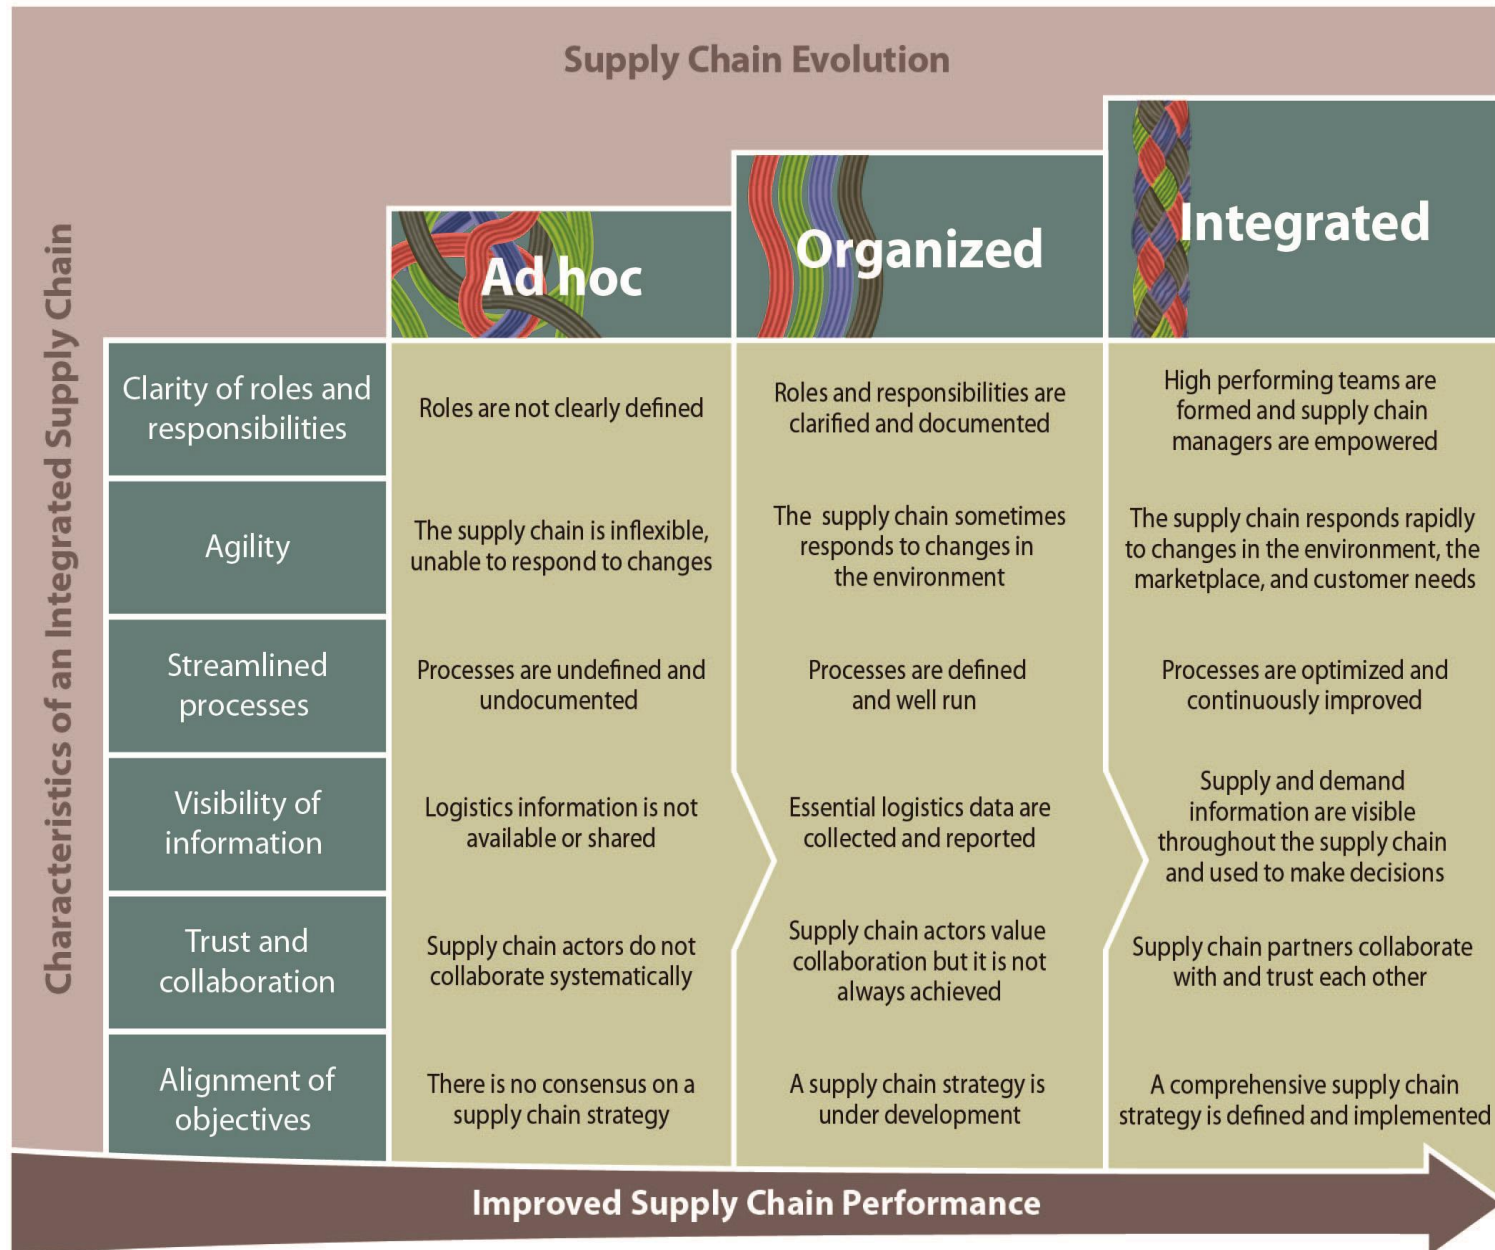 Supply Chain Evolution
Characteristics of an Integrated Supply Chain
Ad hoc
Organized
Integrated
Clarity of roles and
responsibilities
Roles are not clearly defined
Roles and responsibilities are
clarified and documented
High performing teams are
formed and supply chain
managers are empowered
Agility
The supply chain is inflexible,
unable to respond to changes
The supply chain sometimes
responds to changes in
the environment
The supply chain responds rapidly
to changes in the environment, the
marketplace, and customer needs
Streamlined
processes
Processes are undefined and
undocumented
Processes are defined
and well run
Processes are optimized and
continuously improved
Visibility of
information
Logistics information is not
available or shared
Essential logistics data are
collected and reported
Supply and demand
information are visible
throughout the supply chain
and used to make decisions
Trust and
collaboration
Supply chain actors do not
collaborate systematically
Supply chain actors value
collaboration but it is not
always achieved
Supply chain partners collaborate
with and trust each other
Alignment of
objectives
There is no consensus on a
supply chain strategy
A supply chain strategy is
under development
A comprehensive supply chain
strategy is defined and implemented
Improved Supply Chain Performance